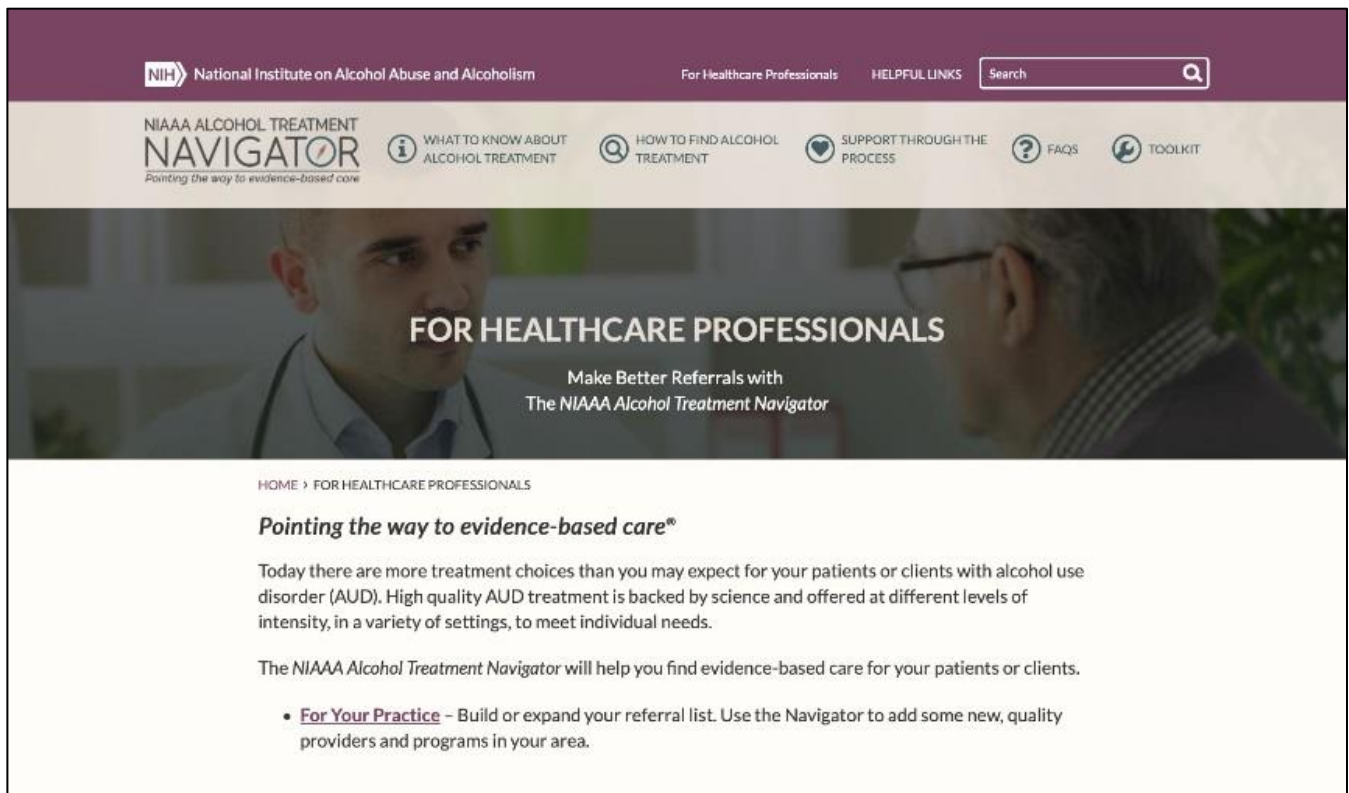 NIH National Institute on Alcohol Abuse and Alcoholism
For Healthcare Professionals
HELPFUL LINKS
Search
NIAAA ALCOHOL TREATMENT
NAVIGATOR
Pointing the way to evidence-based care
WHAT TO KNOW ABOUT
ALCOHOL TREATMENT
HOW TO FIND ALCOHOL
TREATMENT
SUPPORT THROUGH THE
PROCESS
FAQS
TOOLKIT
FOR HEALTHCARE PROFESSIONALS
Make Better Referrals with
The NIAAA Alcohol Treatment Navigator
HOME › FOR HEALTHCARE PROFESSIONALS
Pointing the way to evidence-based care®
Today there are more treatment choices than you may expect for your patients or clients with alcohol use
disorder (AUD). High quality AUD treatment is backed by science and offered at different levels of
intensity, in a variety of settings, to meet individual needs.
The NIAAA Alcohol Treatment Navigator will help you find evidence-based care for your patients or clients.
• For Your Practice – Build or expand your referral list. Use the Navigator to add some new, quality
providers and programs in your area.